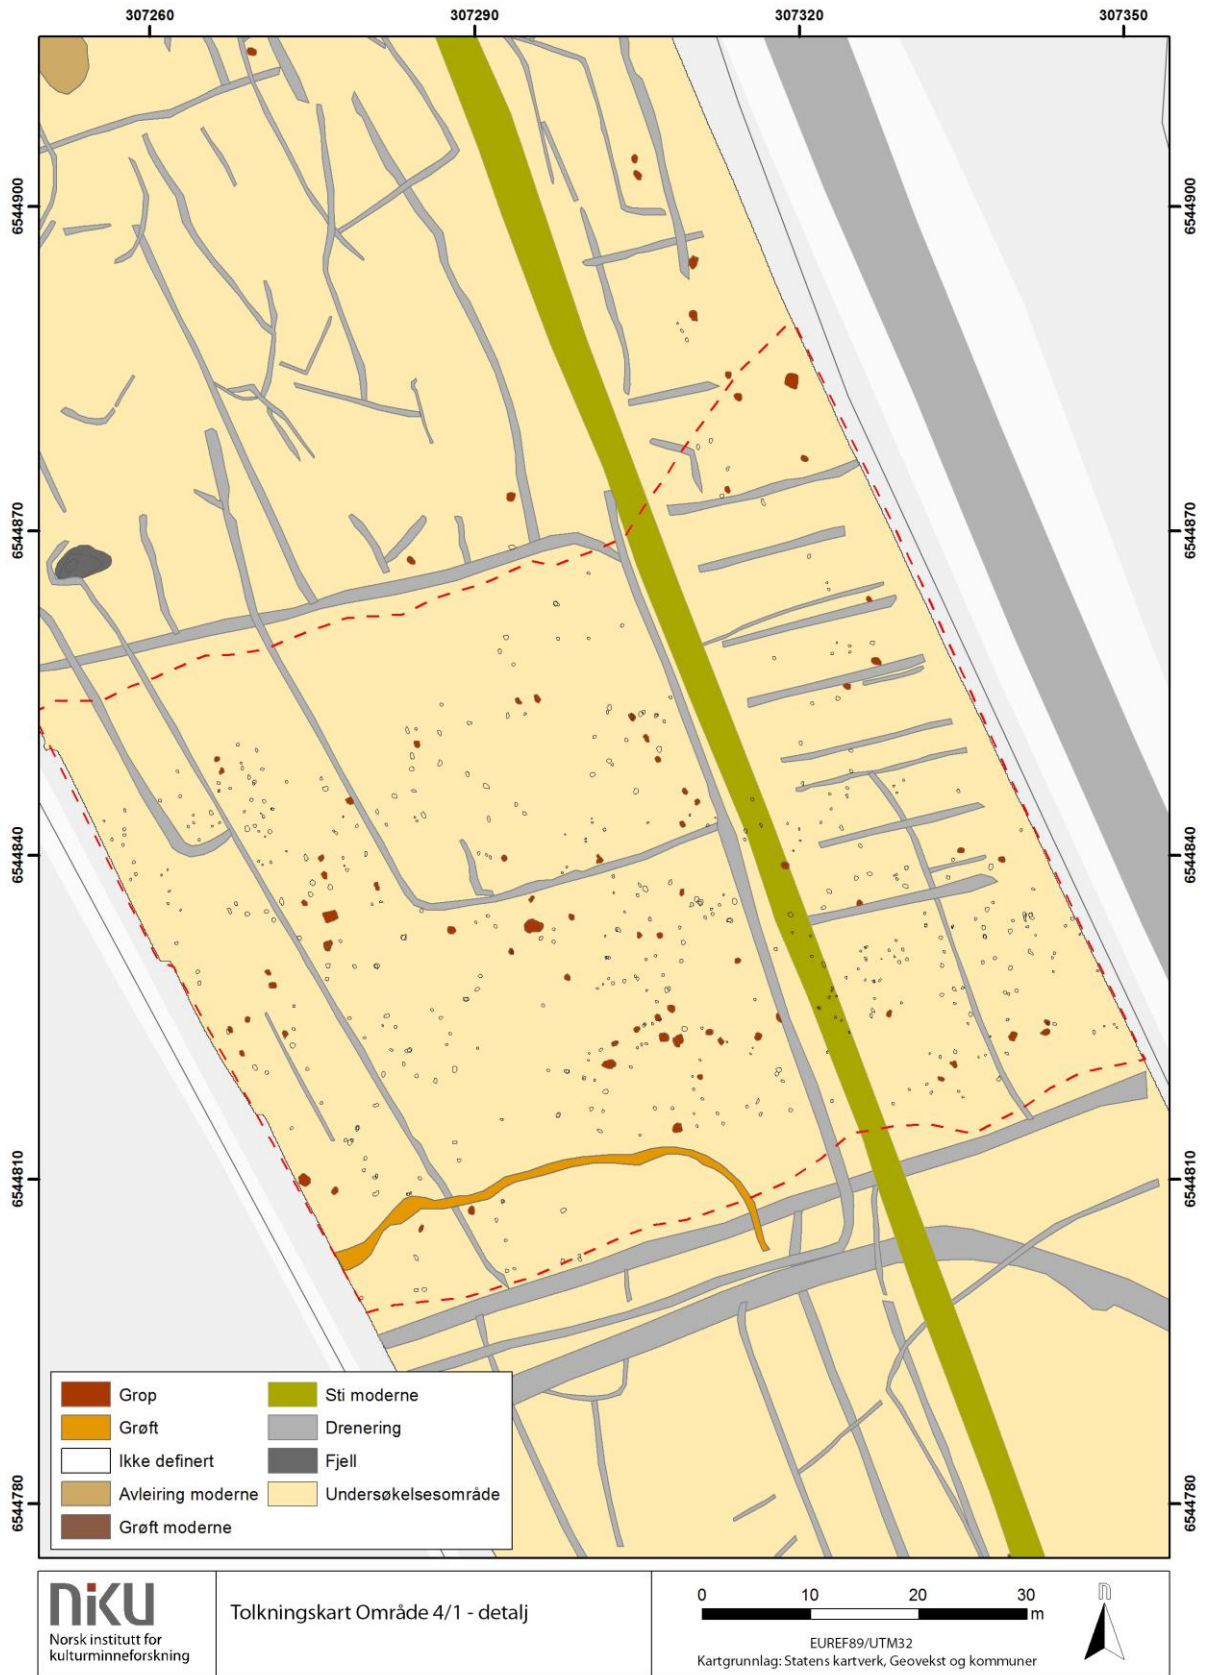 307260 307290 307320 307350
6544900 6544900
6544870 6544870
6544840 6544840
6544810 6544810
6544780 6544780
Grop
Grøft
Ikke definert
Avleiring moderne
Grøft moderne
Sti moderne
Drenering
Fjell
Undersøkelsesområde
niku
Norsk institutt for
kulturminneforskning
Tolkningskart Område 4/1 - detalj
0 10 20 30
m
EUREF89/UTM32
Kartgrunnlag: Statens kartverk, Geovekst og kommuner
n